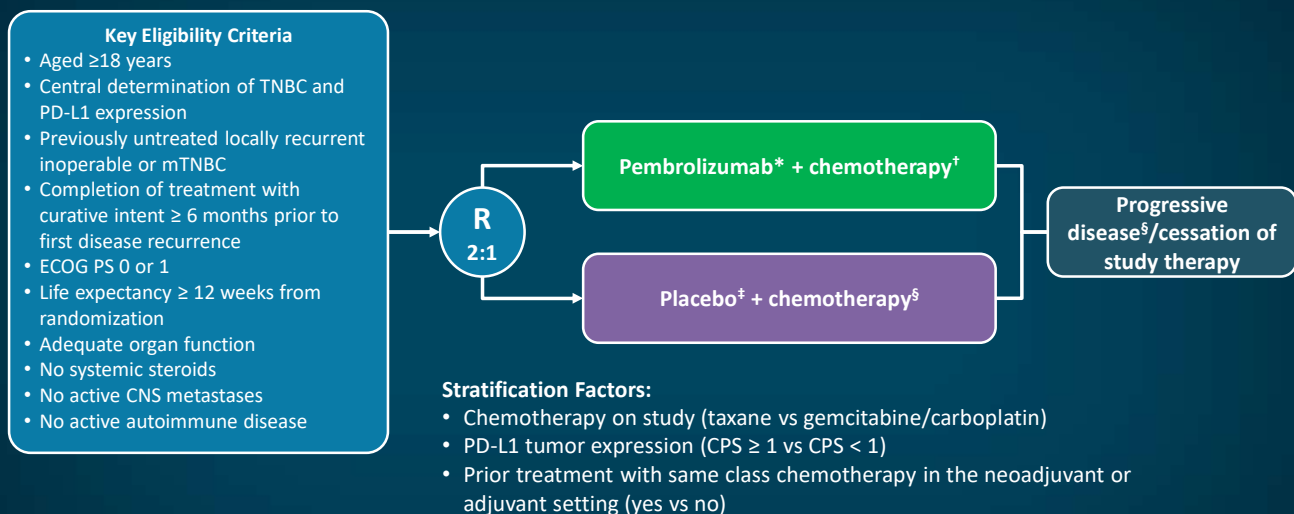 Key Eligibility Criteria
• Aged ≥18 years
• Central determination of TNBC and
PD-L1 expression
• Previously untreated locally recurrent
inoperable or mTNBC
• Completion of treatment with
curative intent ≥ 6 months prior to
first disease recurrence
• ECOG PS 0 or 1
• Life expectancy ≥ 12 weeks from
randomization
• Adequate organ function
• No systemic steroids
• No active CNS metastases
• No active autoimmune disease
R
2:1
Pembrolizumab* + chemotherapy†
Placebo‡ + chemotherapy§
Progressive
disease§/cessation of
study therapy
Stratification Factors:
• Chemotherapy on study (taxane vs gemcitabine/carboplatin)
• PD-L1 tumor expression (CPS ≥ 1 vs CPS < 1)
• Prior treatment with same class chemotherapy in the neoadjuvant or
adjuvant setting (yes vs no)